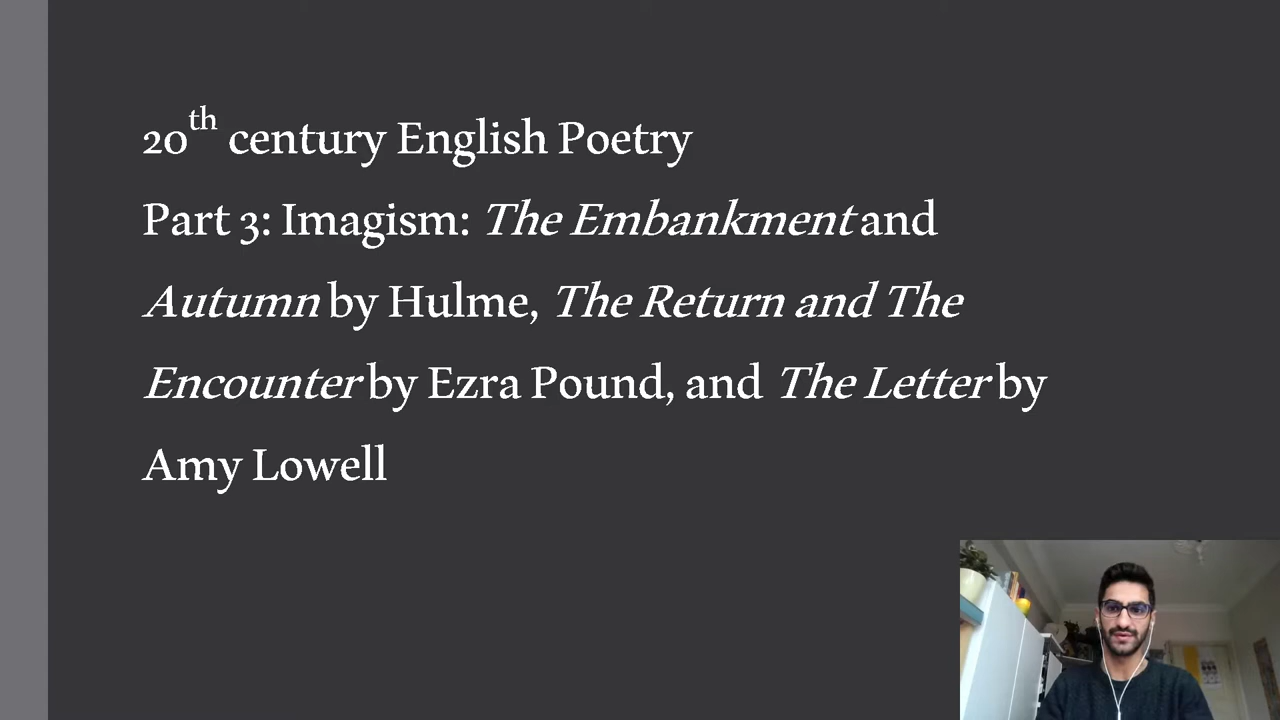 20th century English Poetry
Part 3: Imagism: The Embankment and
Autumn by Hulme, The Return and The
Encounter by Ezra Pound, and The Letter by
Amy Lowell